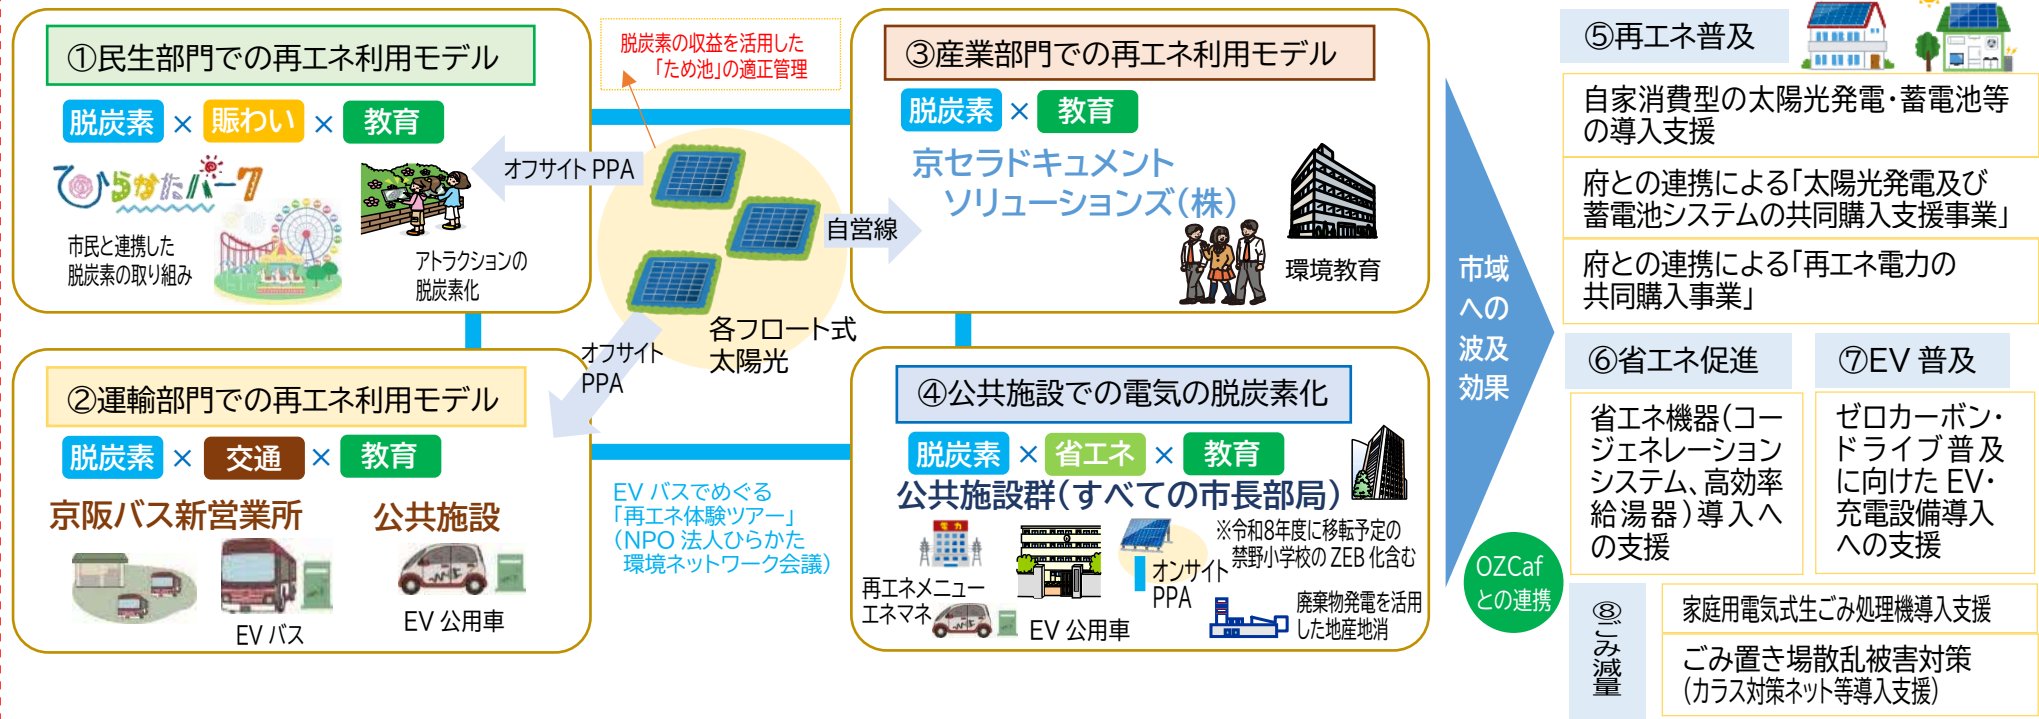 ①民生部門での再エネ利用モデル
脱炭素 × 賑わい × 教育
ひらかたパーク
市民と連携した
脱炭素の取り組み
アトラクションの
脱炭素化
脱炭素の収益を活用した
「ため池」の適正管理
オフサイト PPA
自営線
各フロート式
太陽光
オフサイト
PPA
③産業部門での再エネ利用モデル
脱炭素 × 教育
京セラドキュメント
ソリューションズ(株)
環境教育
②運輸部門での再エネ利用モデル
脱炭素 × 交通 × 教育
京阪バス新営業所
公共施設
EV バス
EV 公用車
EV バスでめぐる
「再エネ体験ツアー」
(NPO 法人ひらかた
環境ネットワーク会議)
④公共施設での電気の脱炭素化
脱炭素 × 省エネ × 教育
公共施設群(すべての市長部局)
電力
再エネメニュー
エネマネ
EV 公用車
オンサイト
PPA
※令和8年度に移転予定の
禁野小学校の ZEB 化含む
廃棄物発電を活用
した地産地消
市域
への
波及
効果
OZCaf
との連携
⑤再エネ普及
自家消費型の太陽光発電・蓄電池等
の導入支援
府との連携による「太陽光発電及び
蓄電池システムの共同購入支援事業」
府との連携による「再エネ電力の
共同購入事業」
⑥省エネ促進
省エネ機器(コー
ジェネレーション
システム、高効率
給湯器)導入へ
の支援
⑦EV 普及
ゼロカーボン・
ドライブ普及
に向けた EV・
充電設備導入
への支援
⑧ごみ減量
家庭用電気式生ごみ処理機導入支援
ごみ置き場散乱被害対策
(カラス対策ネット等導入支援)